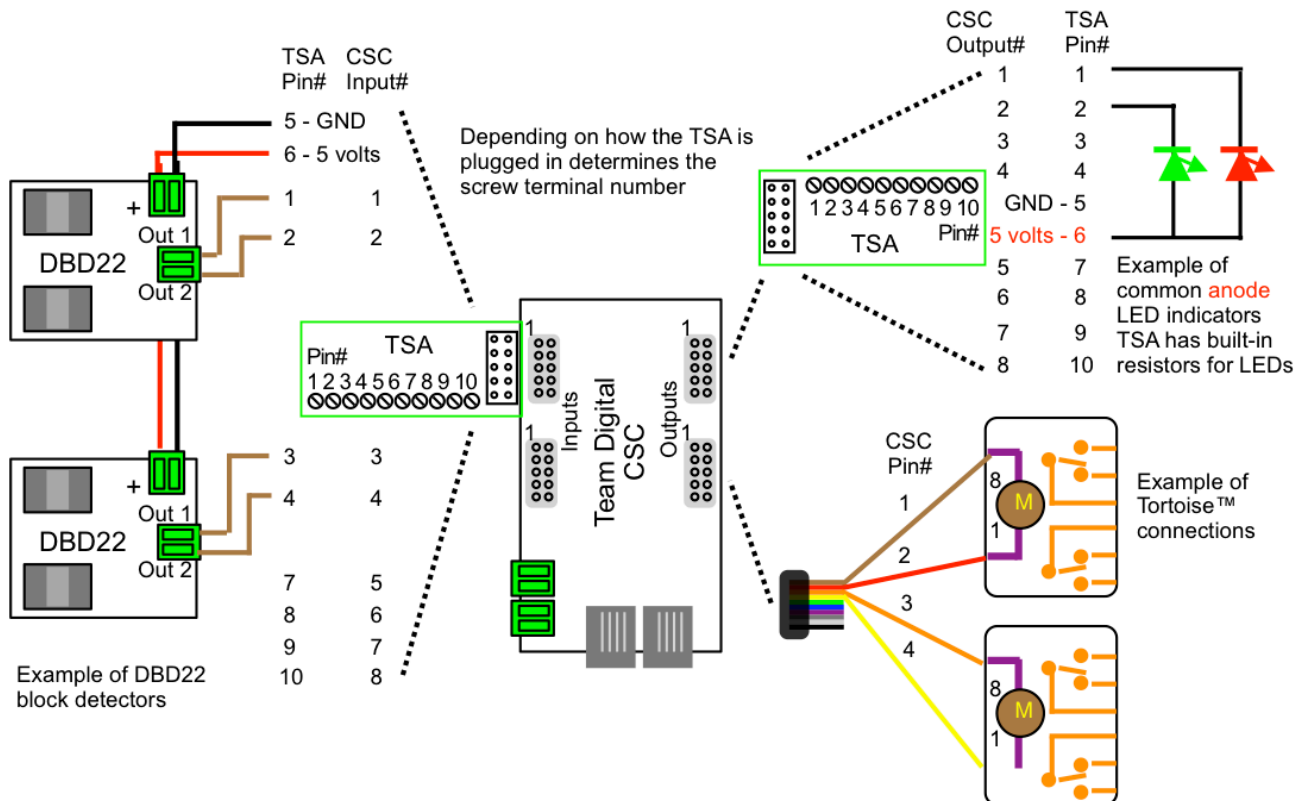 TSA CSC
Pin# Input#
5 - GND
6 - 5 volts
1 1
2 2
+
Out 1
DBD22
Out 2
3 3
4 4
+
Out 1
DBD22
Out 2
7 5
8 6
9 7
10 8
Example of DBD22
block detectors
Depending on how the TSA is
plugged in determines the
screw terminal number
TSA
Pin#
1 2 3 4 5 6 7 8 9 10
1
1
Inputs
Team Digital
CSC
Outputs
1
1
1 2 3 4 5 6 7 8 9 10
Pin#
TSA
CSC TSA
Output# Pin#
1 1
2 2
3 3
4 4
GND - 5
5 volts - 6
5 7
6 8
7 9
8 10
Example of
common anode
LED indicators
TSA has built-in
resistors for LEDs
CSC
Pin#
1
2
3
4
8
M
1
Example of
Tortoise™
connections
8
M
1